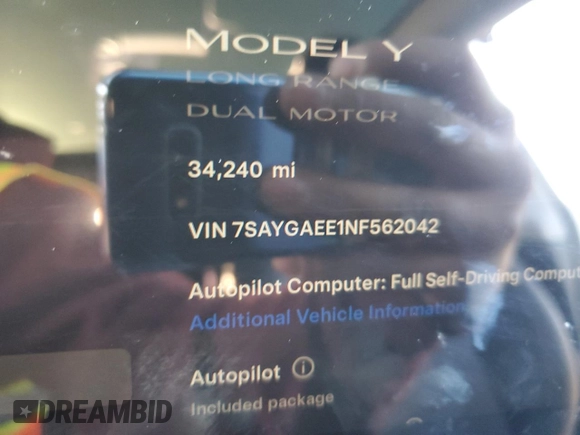 MODEL Y
LONG RANGE
DUAL MOTOR
34,240 mi
VIN 7SAYGAEE1NF562042
Autopilot Computer: Full Self-Driving Comput
Additional Vehicle Information
Autopilot
Included package
DREAMBID